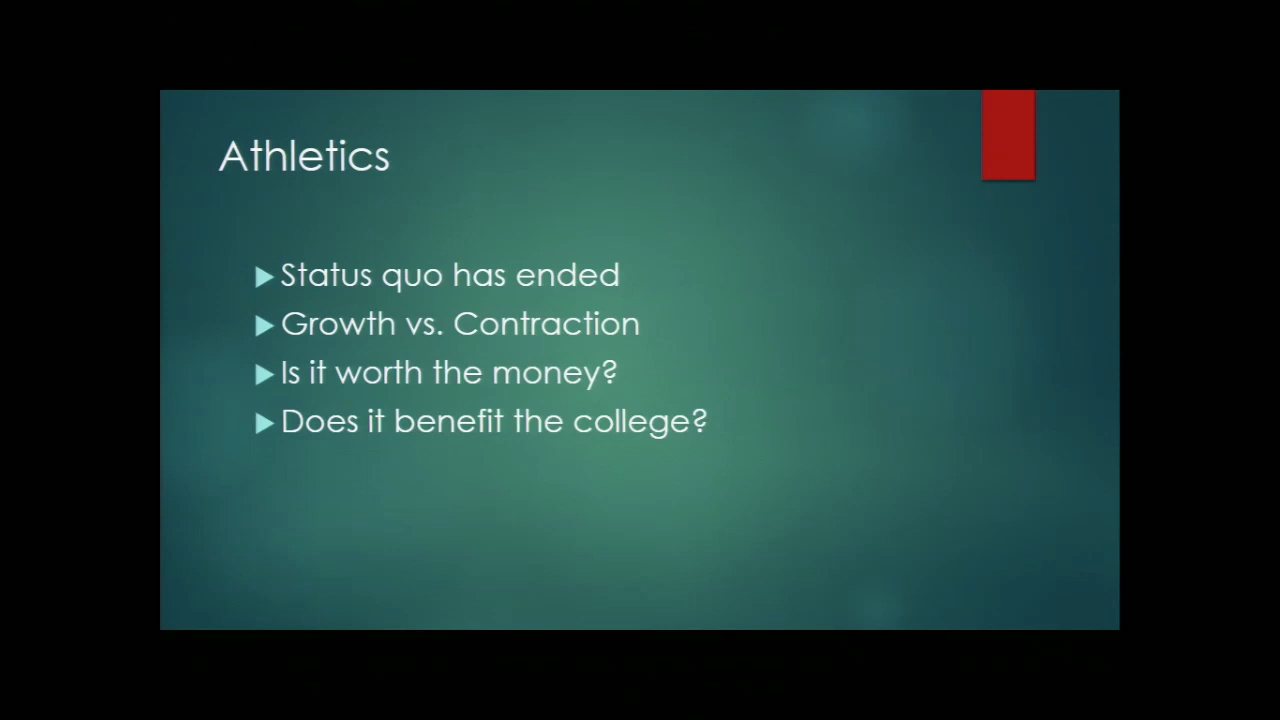 Athletics
Status quo has ended
Growth vs. Contraction
Is it worth the money?
Does it benefit the college?